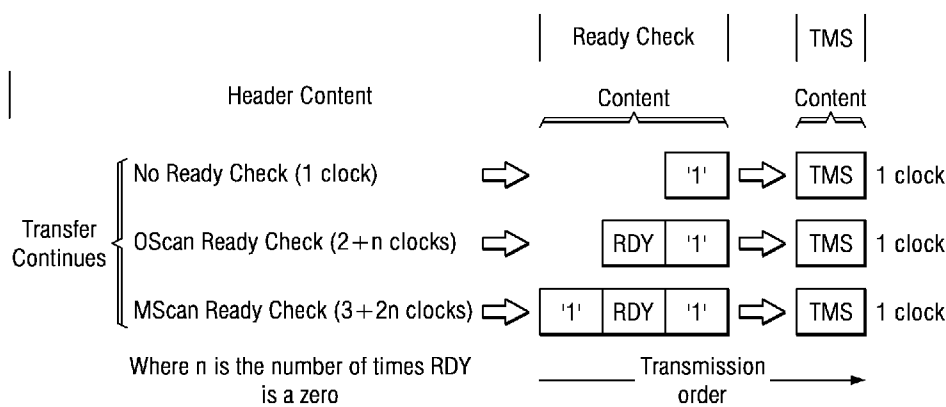 Ready Check TMS
Header Content Content Content
No Ready Check (1 clock) '1' TMS 1 clock
Transfer Continues
OScan Ready Check (2+n clocks) RDY '1' TMS 1 clock
MScan Ready Check (3+2n clocks) '1' RDY '1' TMS 1 clock
Where n is the number of times RDY
is a zero
Transmission
order